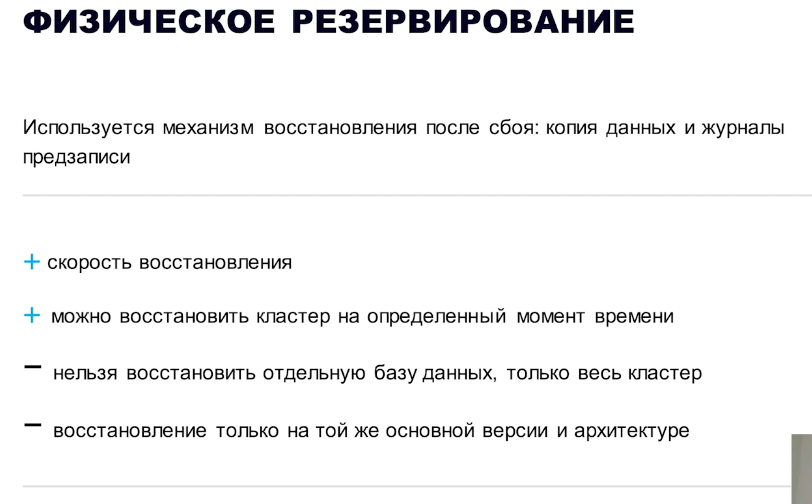 ФИЗИЧЕСКОЕ РЕЗЕРВИРОВАНИЕ
Используется механизм восстановления после сбоя: копия данных и журналы
предзаписи
+ скорость восстановления
+ можно восстановить кластер на определенный момент времени
− нельзя восстановить отдельную базу данных, только весь кластер
− восстановление только на той же основной версии и архитектуре